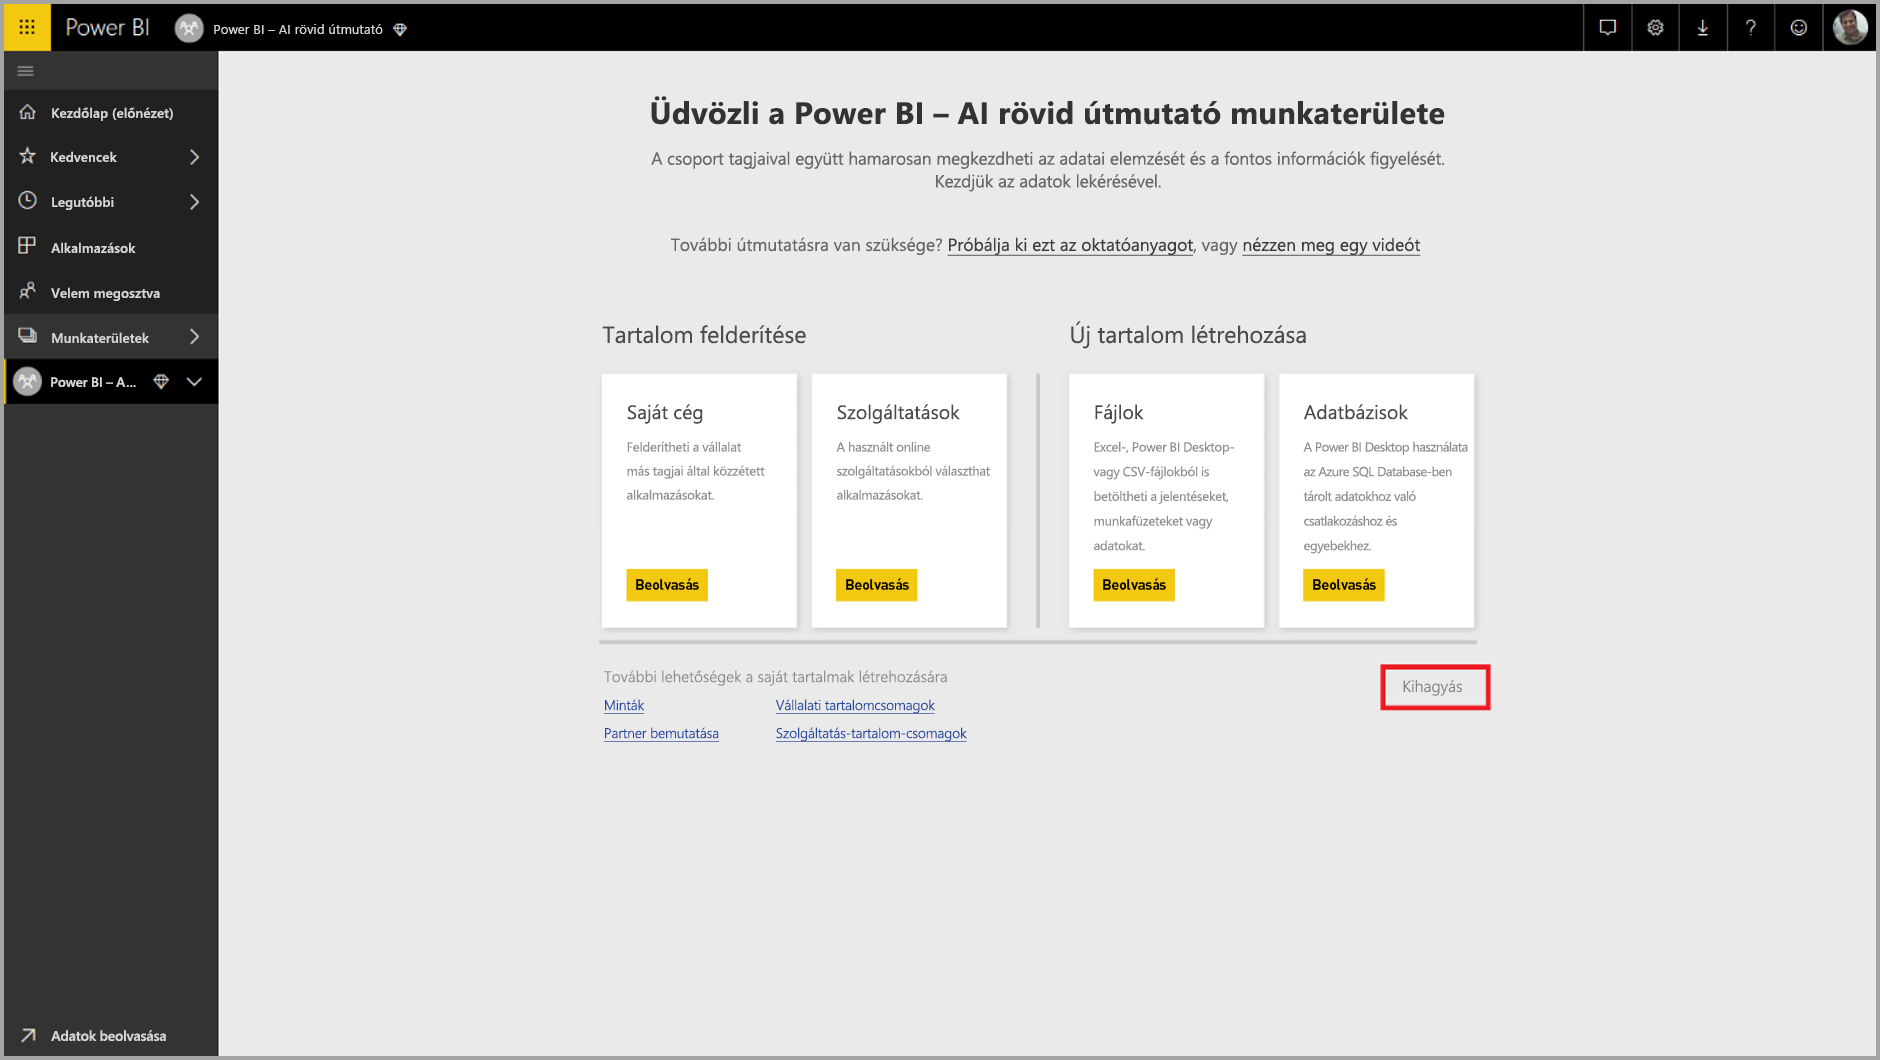 Power BI
Power BI – AI rövid útmutató
Kezdőlap (előnézet)
Kedvencek
Legutóbbi
Alkalmazások
Velem megosztva
Munkaterületek
Power BI – A...
Adatok beolvasása
Üdvözli a Power BI – AI rövid útmutató munkaterülete
A csoport tagjaival együtt hamarosan megkezdheti az adatai elemzését és a fontos információk figyelését.
Kezdjük az adatok lekérésével.
További útmutatásra van szüksége? Próbálja ki ezt az oktatóanyagot, vagy nézzen meg egy videót
Tartalom felderítése
Saját cég
Felderítheti a vállalat
más tagjai által közzétett
alkalmazásokat.
Beolvasás
Szolgáltatások
A használt online
szolgáltatásokból választhat
alkalmazásokat.
Beolvasás
Új tartalom létrehozása
Fájlok
Excel-, Power BI Desktop-
vagy CSV-fájlokból is
betöltheti a jelentéseket,
munkafüzeteket vagy
adatokat.
Beolvasás
Adatbázisok
A Power BI Desktop használata
az Azure SQL Database-ben
tárolt adatokhoz való
csatlakozáshoz és
egyebekhez.
Beolvasás
További lehetőségek a saját tartalmak létrehozására
Minták
Vállalati tartalomcsomagok
Partner bemutatása
Szolgáltatás-tartalom-csomagok
Kihagyás